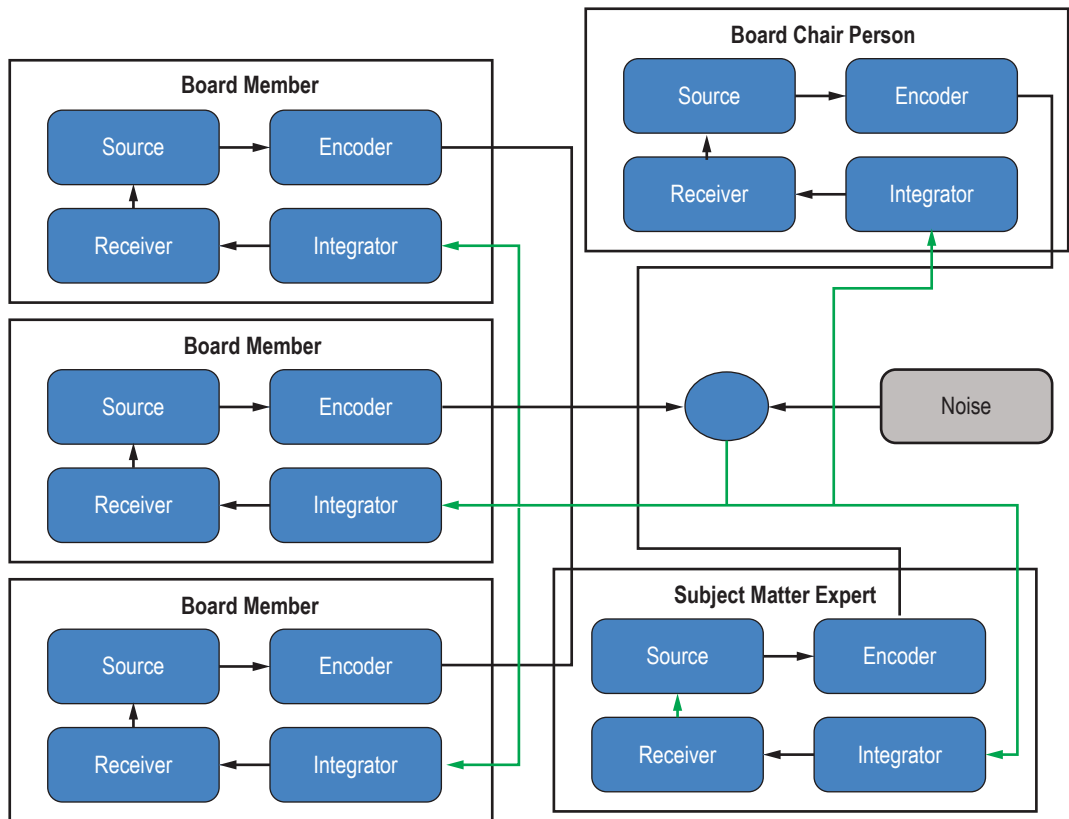 Board Chair Person
Source
Encoder
Receiver
Integrator
Board Member
Source
Encoder
Receiver
Integrator
Board Member
Source
Encoder
Receiver
Integrator
Noise
Board Member
Source
Encoder
Receiver
Integrator
Subject Matter Expert
Source
Encoder
Receiver
Integrator